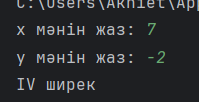 C:\Users\Akniet\App
х мәнін жаз: 7
у мәнін жаз: -2
IV ширек